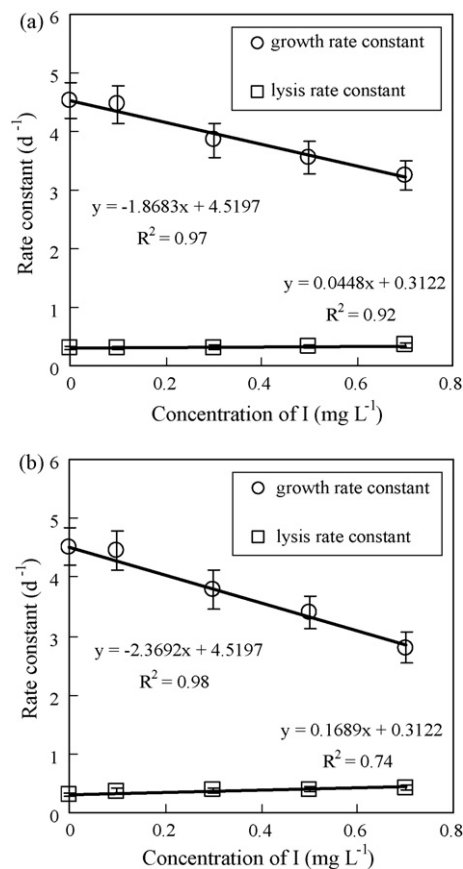 (a)
6
5
4
3
2
1
0
Rate constant (d⁻¹)
growth rate constant
lysis rate constant
y = -1.8683x + 4.5197
R² = 0.97
y = 0.0448x + 0.3122
R² = 0.92
0 0.2 0.4 0.6 0.8
Concentration of I (mg L⁻¹)
(b)
6
5
4
3
2
1
0
Rate constant (d⁻¹)
growth rate constant
lysis rate constant
y = -2.3692x + 4.5197
R² = 0.98
y = 0.1689x + 0.3122
R² = 0.74
0 0.2 0.4 0.6 0.8
Concentration of I (mg L⁻¹)